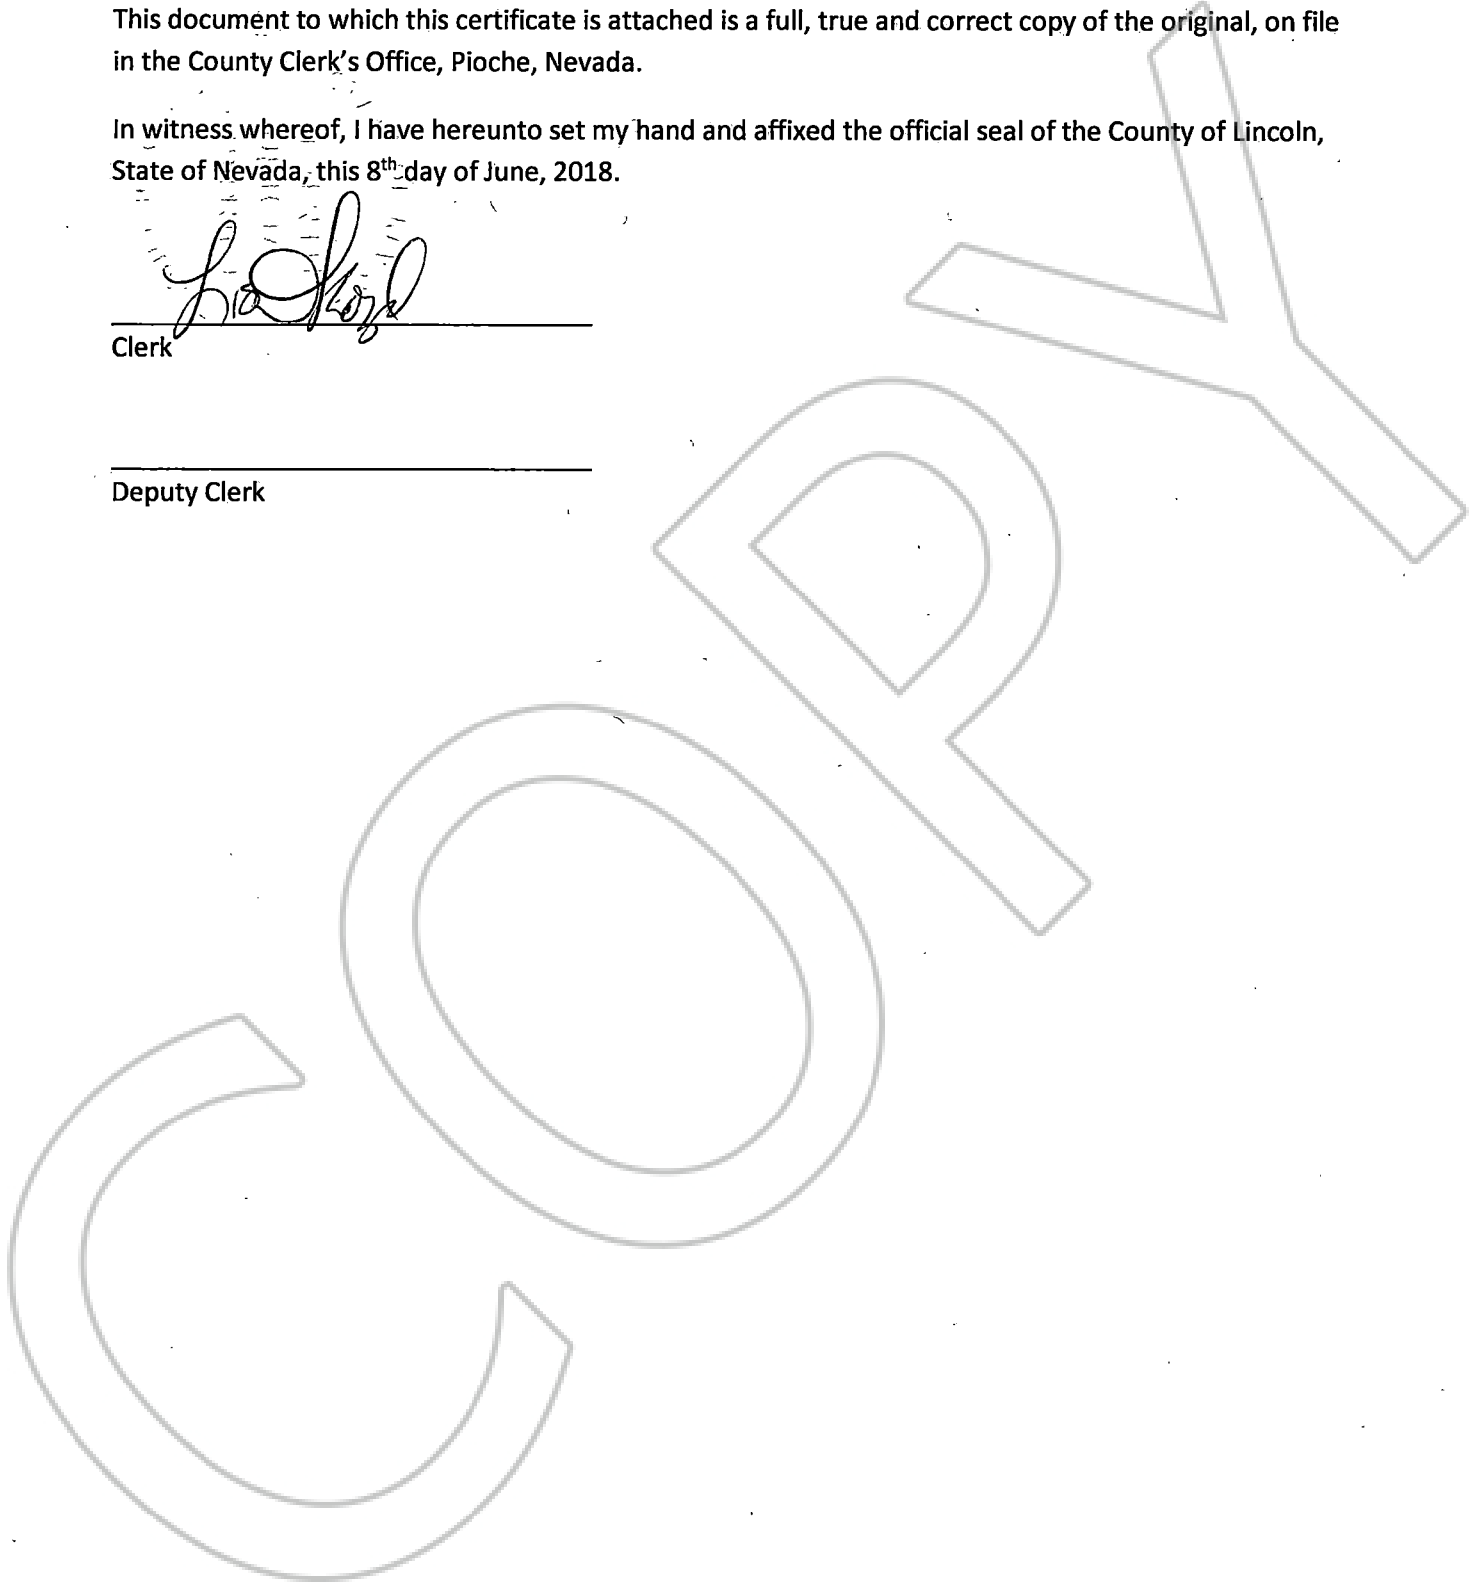 This document to which this certificate is attached is a full, true and correct copy of the original, on file
in the County Clerk's Office, Pioche, Nevada.
In witness whereof, I have hereunto set my hand and affixed the official seal of the County of Lincoln,
State of Nevada, this 8th day of June, 2018.
Clerk
Deputy Clerk
COPY